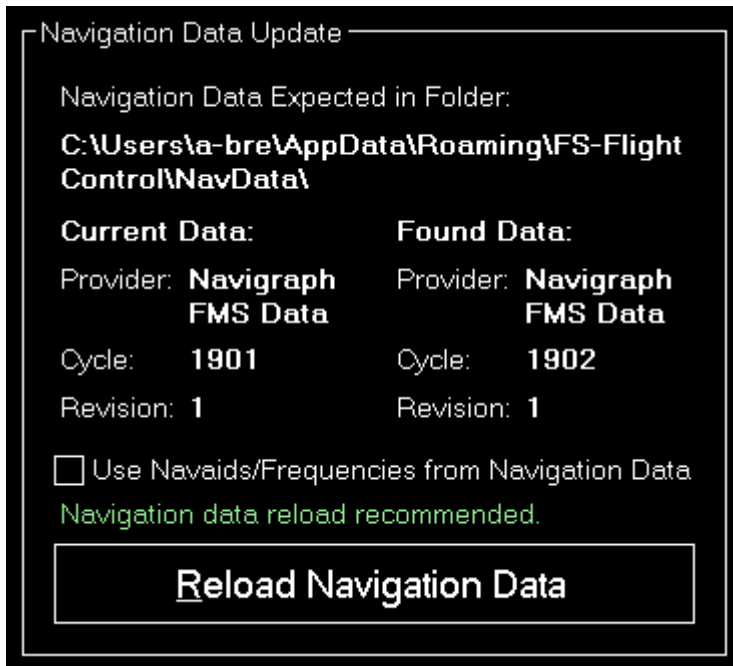 Navigation Data Update
Navigation Data Expected in Folder:
C:\Users\a-bre\AppData\Roaming\FS-Flight
Control\NavData\
Current Data:
Found Data:
Provider: Navigraph
FMS Data
Provider: Navigraph
FMS Data
Cycle: 1901
Cycle: 1902
Revision: 1
Revision: 1
Use Navaids/Frequencies from Navigation Data
Navigation data reload recommended.
Reload Navigation Data